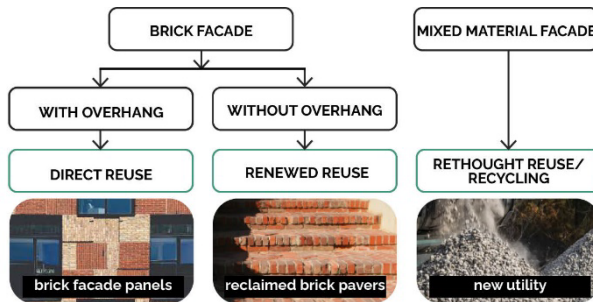 BRICK FACADE
MIXED MATERIAL FACADE
WITH OVERHANG
WITHOUT OVERHANG
DIRECT REUSE
RENEWED REUSE
RETHOUGHT REUSE/
RECYCLING
brick facade panels
reclaimed brick pavers
new utility